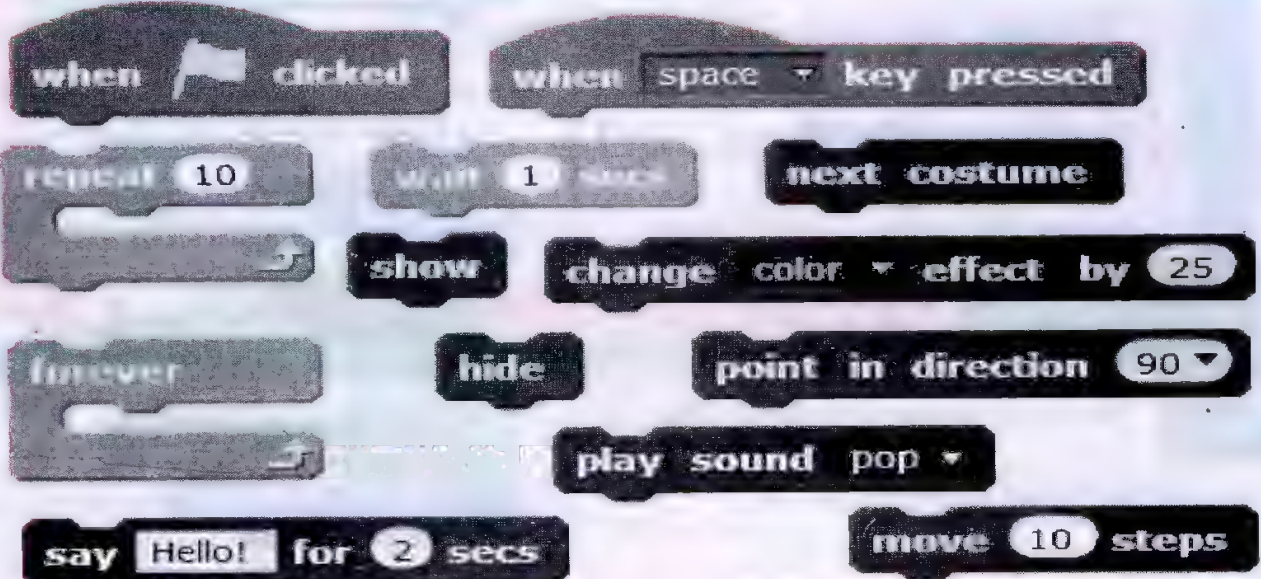 when clicked
when space key pressed
repeat 10
wait 1 secs
next costume
show
change color effect by 25
forever
hide
point in direction 90
play sound pop
say Hello! for 2 secs
move 10 steps